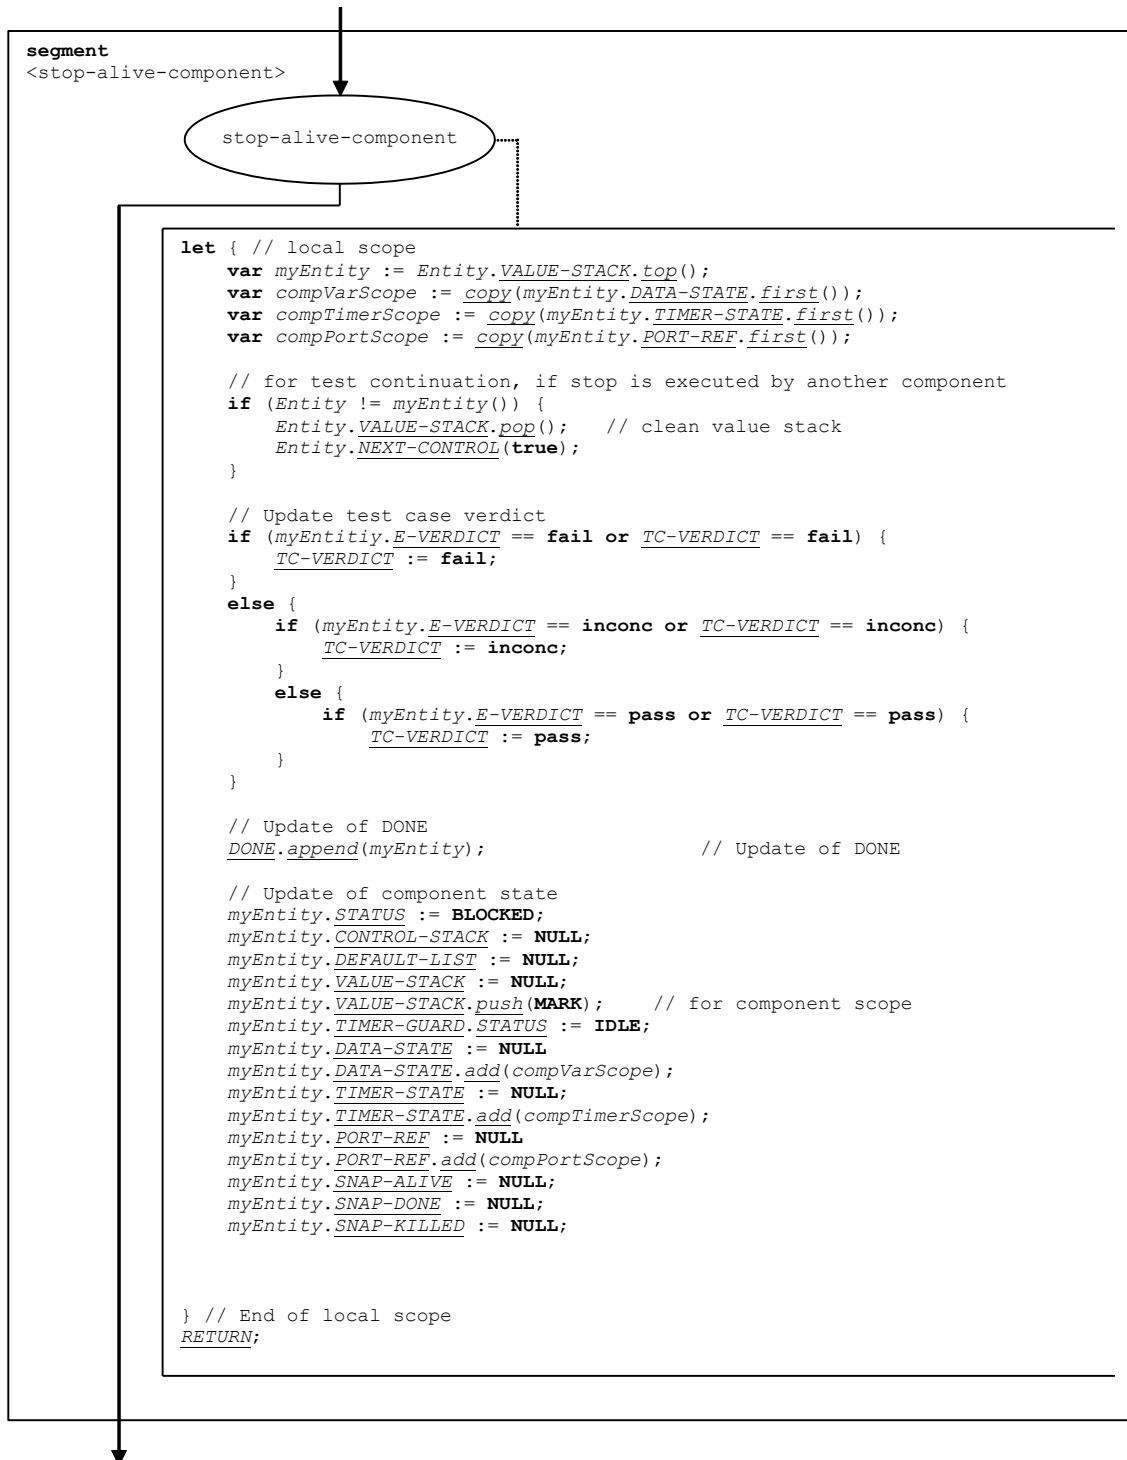 segment
<stop-alive-component>
stop-alive-component
let { // local scope
var myEntity := Entity.VALUE-STACK.top();
var compVarScope := copy(myEntity.DATA-STATE.first());
var compTimerScope := copy(myEntity.TIMER-STATE.first());
var compPortScope := copy(myEntity.PORT-REF.first());
// for test continuation, if stop is executed by another component
if (Entity != myEntity()) {
Entity.VALUE-STACK.pop(); // clean value stack
Entity.NEXT-CONTROL(true);
}
// Update test case verdict
if (myEntitiy.E-VERDICT == fail or TC-VERDICT == fail) {
TC-VERDICT := fail;
}
else {
if (myEntity.E-VERDICT == inconc or TC-VERDICT == inconc) {
TC-VERDICT := inconc;
}
else {
if (myEntity.E-VERDICT == pass or TC-VERDICT == pass) {
TC-VERDICT := pass;
}
}
// Update of DONE
DONE.append(myEntity); // Update of DONE
// Update of component state
myEntity.STATUS := BLOCKED;
myEntity.CONTROL-STACK := NULL;
myEntity.DEFAULT-LIST := NULL;
myEntity.VALUE-STACK := NULL;
myEntity.VALUE-STACK.push(MARK); // for component scope
myEntity.TIMER-GUARD.STATUS := IDLE;
myEntity.DATA-STATE := NULL
myEntity.DATA-STATE.add(compVarScope);
myEntity.TIMER-STATE := NULL;
myEntity.TIMER-STATE.add(compTimerScope);
myEntity.PORT-REF := NULL
myEntity.PORT-REF.add(compPortScope);
myEntity.SNAP-ALIVE := NULL;
myEntity.SNAP-DONE := NULL;
myEntity.SNAP-KILLED := NULL;
} // End of local scope
RETURN;